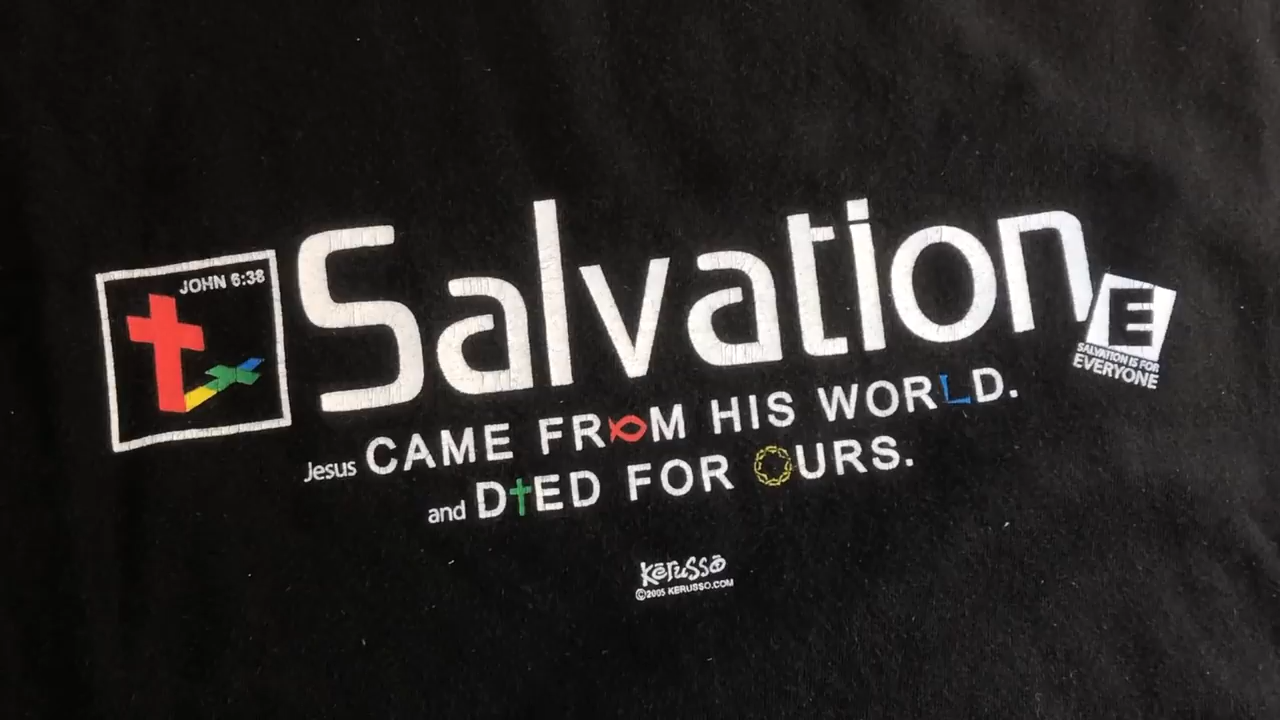 JOHN 6:38
Salvation
E
SALVATION IS FOR
EVERYONE
Jesus CAME FROM HIS WORLD.
and DIED FOR OURS.
Kerussō
©2005 KERUSSO.COM